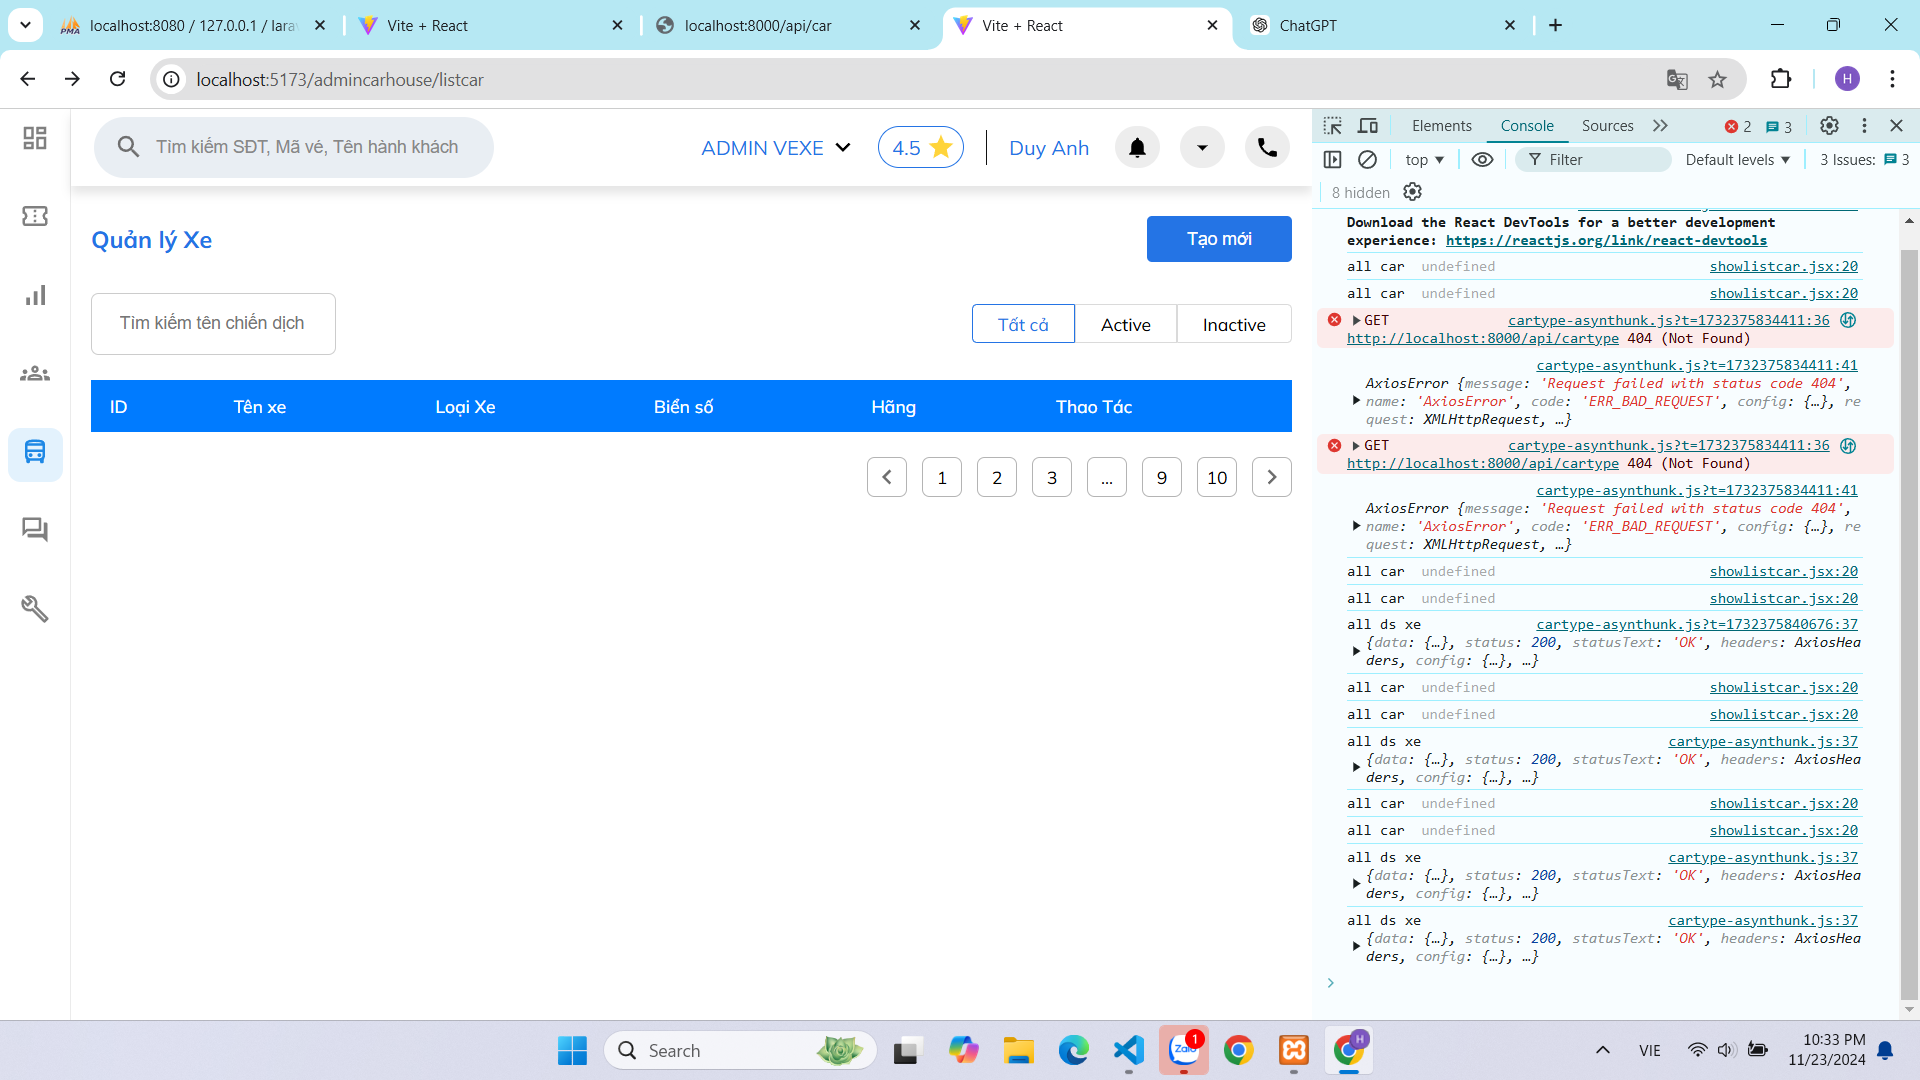 localhost:8080 / 127.0.0.1 / lara
Vite + React
localhost:8000/api/car
Vite + React
ChatGPT
localhost:5173/admincarhouse/listcar
H
Tìm kiếm SĐT, Mã vé, Tên hành khách
ADMIN VEXE
4.5
Duy Anh
Quản lý Xe
Tạo mới
Tìm kiếm tên chiến dịch
Tất cả
Active
Inactive
ID
Tên xe
Loại Xe
Biển số
Hãng
Thao Tác
1
2
3
...
9
10
Elements
Console
Sources
2
3
top
Filter
Default levels
3 Issues:
3
8 hidden
Download the React DevTools for a better development
experience: https://reactjs.org/link/react-devtools
all car undefined showlistcar.jsx:20
all car undefined showlistcar.jsx:20
GET cartype-asynthunk.js?t=1732375834411:36
http://localhost:8000/api/cartype 404 (Not Found)
cartype-asynthunk.js?t=1732375834411:41
AxiosError {message: 'Request failed with status code 404',
name: 'AxiosError', code: 'ERR_BAD_REQUEST', config: {…}, re
quest: XMLHttpRequest, …}
GET cartype-asynthunk.js?t=1732375834411:36
http://localhost:8000/api/cartype 404 (Not Found)
cartype-asynthunk.js?t=1732375834411:41
AxiosError {message: 'Request failed with status code 404',
name: 'AxiosError', code: 'ERR_BAD_REQUEST', config: {…}, re
quest: XMLHttpRequest, …}
all car undefined showlistcar.jsx:20
all car undefined showlistcar.jsx:20
all ds xe cartype-asynthunk.js?t=1732375840676:37
{data: {…}, status: 200, statusText: 'OK', headers: AxiosHea
ders, config: {…}, …}
all car undefined showlistcar.jsx:20
all car undefined showlistcar.jsx:20
all ds xe cartype-asynthunk.js:37
{data: {…}, status: 200, statusText: 'OK', headers: AxiosHea
ders, config: {…}, …}
all car undefined showlistcar.jsx:20
all car undefined showlistcar.jsx:20
all ds xe cartype-asynthunk.js:37
{data: {…}, status: 200, statusText: 'OK', headers: AxiosHea
ders, config: {…}, …}
all ds xe cartype-asynthunk.js:37
{data: {…}, status: 200, statusText: 'OK', headers: AxiosHea
ders, config: {…}, …}
Search
Zalo
1
H
VIE
10:33 PM
11/23/2024